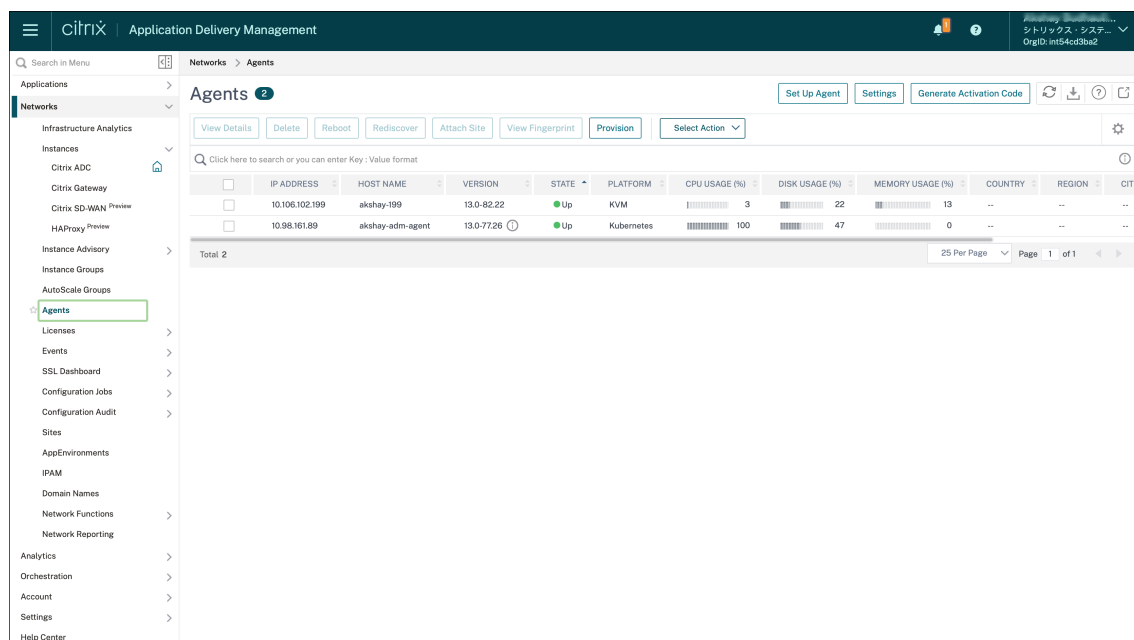 citrix | Application Delivery Management
1
?
シトリックス・システ...
OrgID: int54cd3ba2
Search in Menu
Networks > Agents
Applications
Networks
Infrastructure Analytics
Instances
Citrix ADC
Citrix Gateway
Citrix SD-WAN Preview
HAProxy Preview
Instance Advisory
Instance Groups
AutoScale Groups
Agents
Licenses
Events
SSL Dashboard
Configuration Jobs
Configuration Audit
Sites
AppEnvironments
IPAM
Domain Names
Network Functions
Network Reporting
Analytics
Orchestration
Account
Settings
Help Center
Agents 2
Set Up Agent Settings Generate Activation Code
View Details Delete Reboot Rediscover Attach Site View Fingerprint Provision Select Action
Click here to search or you can enter Key : Value format
IP ADDRESS HOST NAME VERSION STATE PLATFORM CPU USAGE (%) DISK USAGE (%) MEMORY USAGE (%) COUNTRY REGION CIT
10.106.102.199 akshay-199 13.0-82.22 Up KVM 3 22 13 -- -- --
10.98.161.89 akshay-adm-agent 13.0-77.26 Up Kubernetes 100 47 0 -- -- --
Total 2
25 Per Page Page 1 of 1